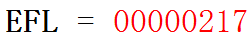 EFL = 00000217